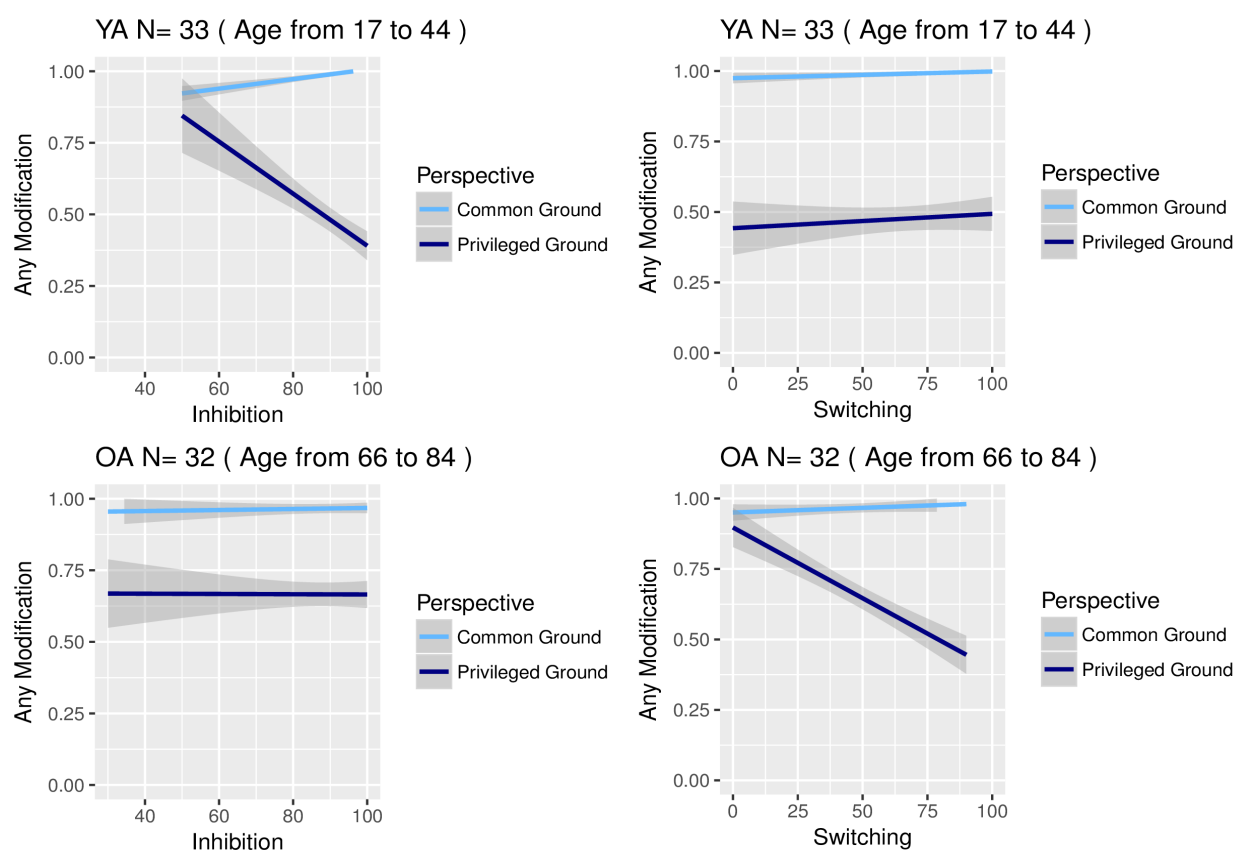 YA N= 33 ( Age from 17 to 44 )
Any Modification
1.00
0.75
0.50
0.25
0.00
40 60 80 100
Inhibition
Perspective
Common Ground
Privileged Ground
YA N= 33 ( Age from 17 to 44 )
Any Modification
1.00
0.75
0.50
0.25
0.00
0 25 50 75 100
Switching
Perspective
Common Ground
Privileged Ground
OA N= 32 ( Age from 66 to 84 )
Any Modification
1.00
0.75
0.50
0.25
0.00
40 60 80 100
Inhibition
Perspective
Common Ground
Privileged Ground
OA N= 32 ( Age from 66 to 84 )
Any Modification
1.00
0.75
0.50
0.25
0.00
0 25 50 75 100
Switching
Perspective
Common Ground
Privileged Ground